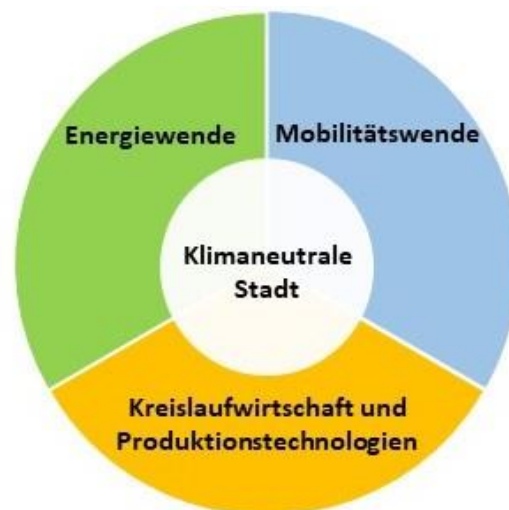 Energiewende
Mobilitätswende
Klimaneutrale
Stadt
Kreislaufwirtschaft und
Produktionstechnologien